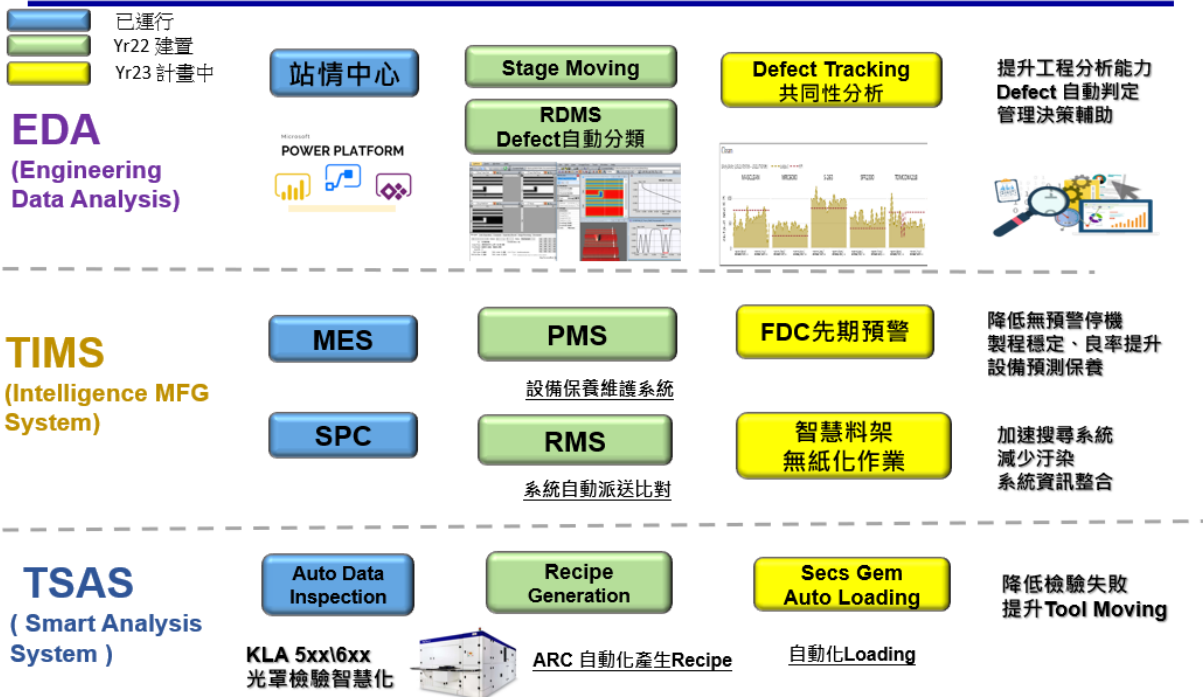 已運行
Yr22 建置
Yr23 計畫中
EDA
(Engineering
Data Analysis)
站情中心
Microsoft
POWER PLATFORM
Stage Moving
RDMS
Defect自動分類
Defect Tracking
共同性分析
Clean
提升工程分析能力
Defect 自動判定
管理決策輔助
TIMS
(Intelligence MFG
System)
MES
PMS
設備保養維護系統
FDC先期預警
降低無預警停機
製程穩定、良率提升
設備預測保養
SPC
RMS
系統自動派送比對
智慧料架
無紙化作業
加速搜尋系統
減少汙染
系統資訊整合
TSAS
( Smart Analysis
System )
Auto Data
Inspection
KLA 5xx\6xx
光罩檢驗智慧化
Recipe
Generation
ARC 自動化產生Recipe
Secs Gem
Auto Loading
自動化Loading
降低檢驗失敗
提升Tool Moving